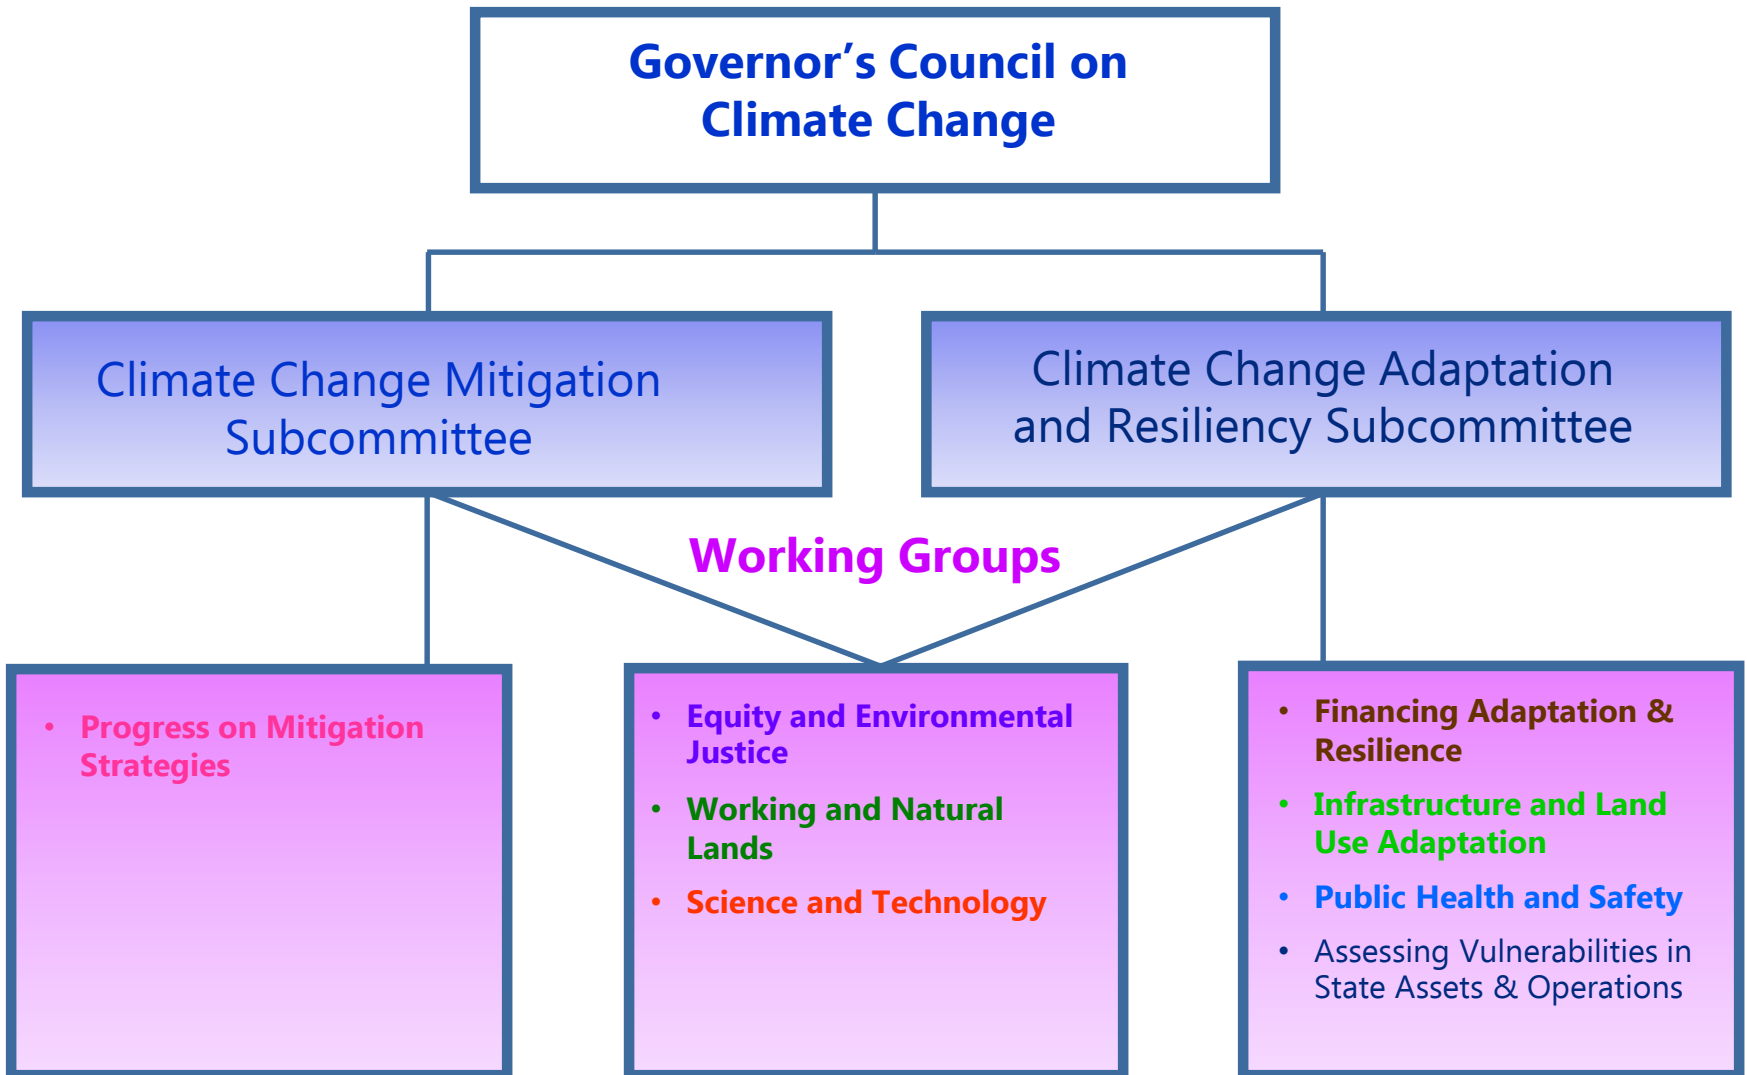 Governor’s Council on
Climate Change
Climate Change Mitigation
Subcommittee
Climate Change Adaptation
and Resiliency Subcommittee
Working Groups
• Progress on Mitigation
Strategies
• Equity and Environmental
Justice
• Working and Natural
Lands
• Science and Technology
• Financing Adaptation &
Resilience
• Infrastructure and Land
Use Adaptation
• Public Health and Safety
• Assessing Vulnerabilities in
State Assets & Operations